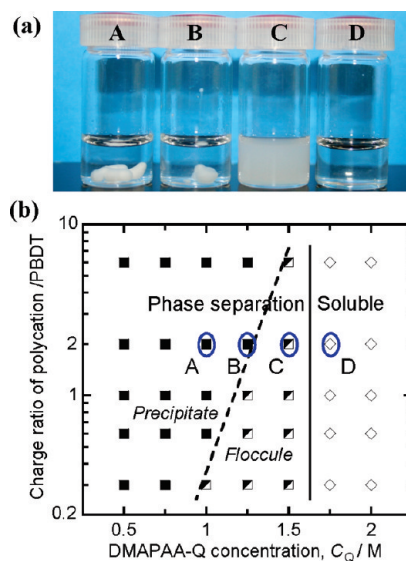 (a)
A B C D
(b)
10
Phase separation Soluble
A B C D
1
Precipitate
Floccule
0.2
0.5 1 1.5 2
Charge ratio of polycation /PBDT
DMAPAA-Q concentration, CQ / M